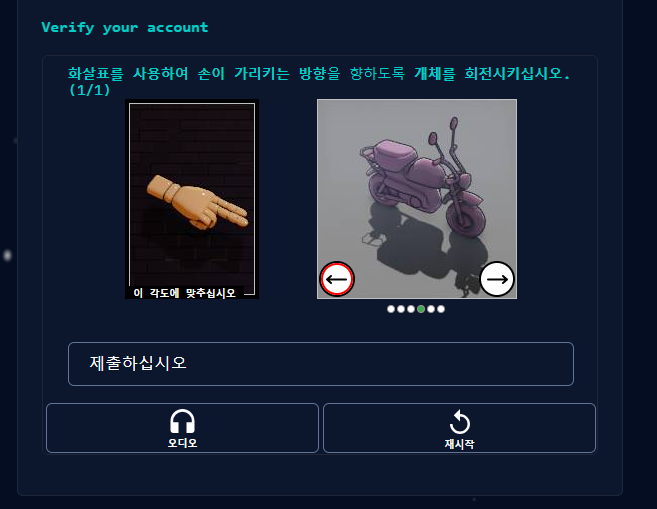 Verify your account
화살표를 사용하여 손이 가리키는 방향을 향하도록 개체를 회전시키십시오.
(1/1)
이 각도에 맞추십시오
제출하십시오
오디오
재시작